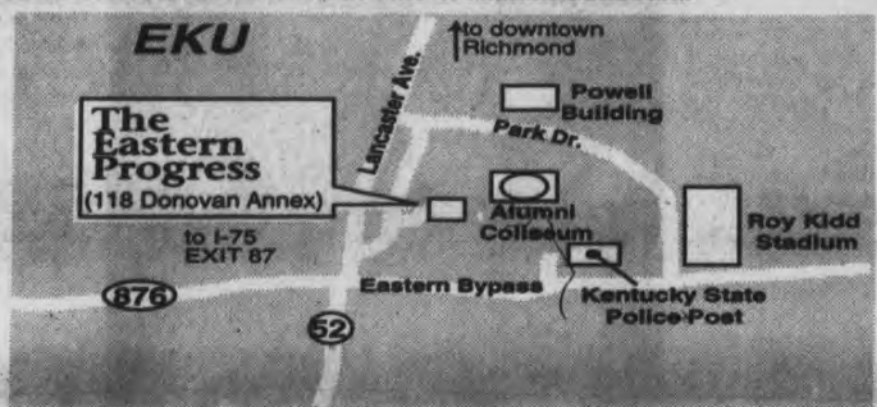 EKU
to downtown
Richmond
Lancaster Ave.
Powell
Building
Park Dr.
The
Eastern
Progress
(118 Donovan Annex)
Alumni
Coliseum
Roy Kidd
Stadium
to I-75
EXIT 87
Eastern Bypass
876
Kentucky State
Police Post
52